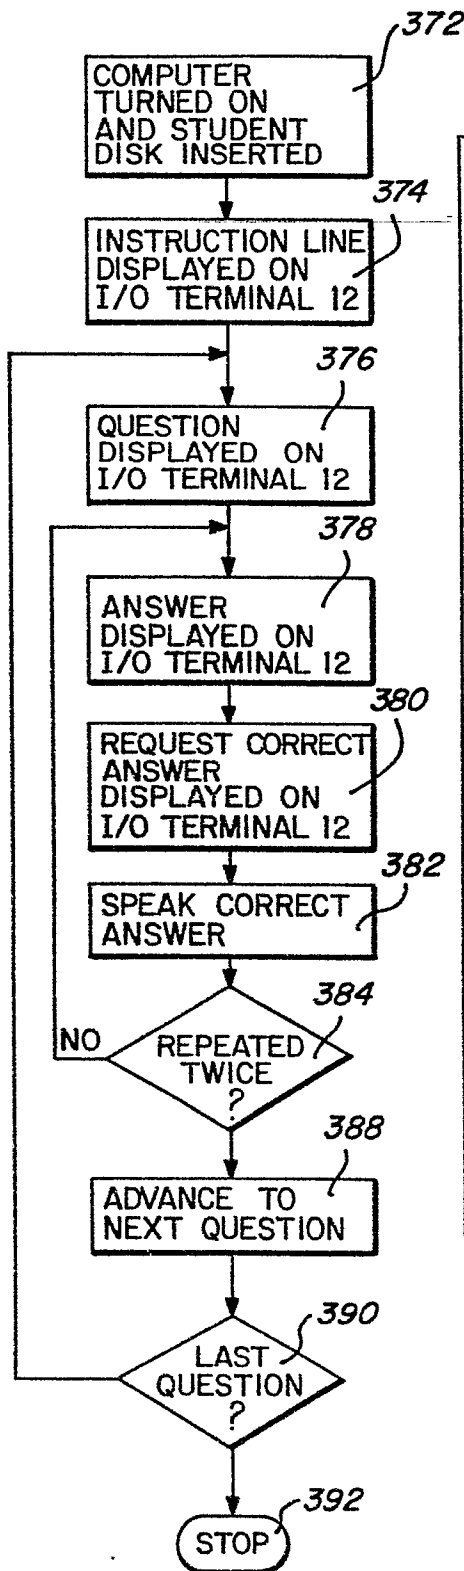 372
COMPUTER
TURNED ON
AND STUDENT
DISK INSERTED
374
INSTRUCTION LINE
DISPLAYED ON
I/O TERMINAL 12
376
QUESTION
DISPLAYED ON
I/O TERMINAL 12
378
ANSWER
DISPLAYED ON
I/O TERMINAL 12
380
REQUEST CORRECT
ANSWER
DISPLAYED ON
I/O TERMINAL 12
382
SPEAK CORRECT
ANSWER
384
NO
REPEATED
TWICE
?
388
ADVANCE TO
NEXT QUESTION
390
LAST
QUESTION
?
392
STOP